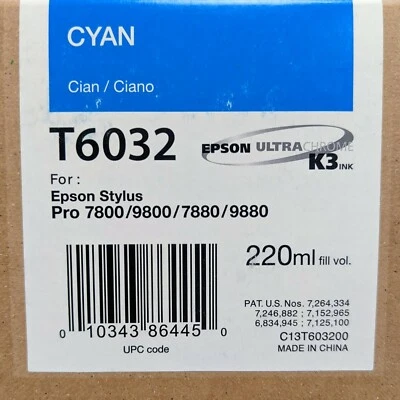 CYAN
Cian / Ciano
T6032
EPSON ULTRACHROME
K3 INK
For :
Epson Stylus
Pro 7800/9800/7880/9880
220ml fill vol.
PAT. U.S. Nos. 7,264,334
7,246,882 ; 7,152,965
6,834,945 ; 7,125,100
C13T603200
MADE IN CHINA
0 10343 86445 0
UPC code